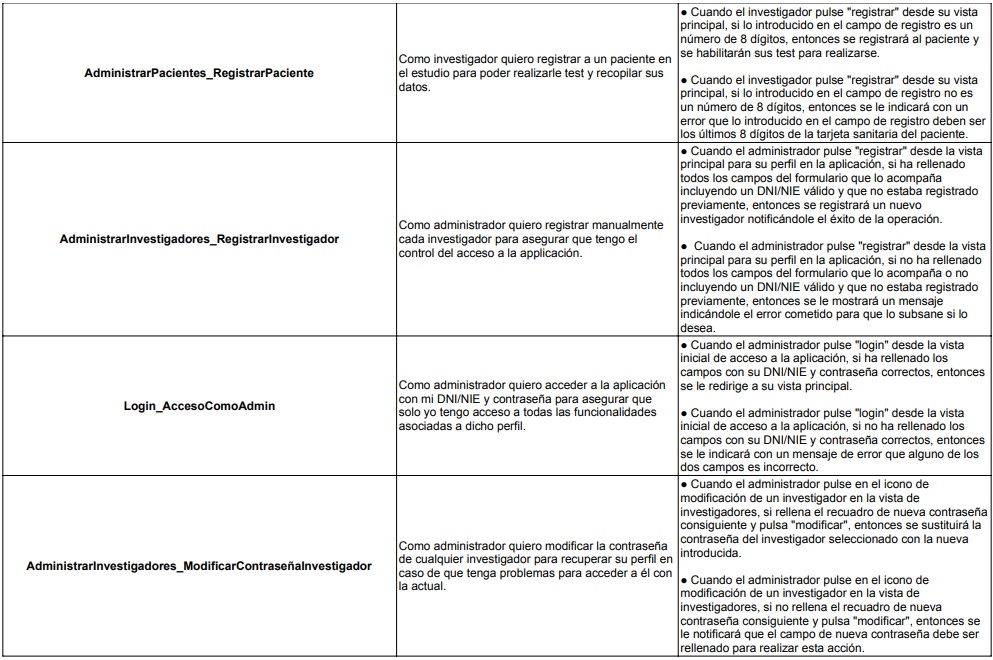 AdministrarPacientes_RegistrarPaciente
Como investigador quiero registrar a un paciente en
el estudio para poder realizarle test y recopilar sus
datos.
● Cuando el investigador pulse "registrar" desde su vista
principal, si lo introducido en el campo de registro es un
número de 8 dígitos, entonces se registrará al paciente y
se habilitarán sus test para realizarse.
● Cuando el investigador pulse "registrar" desde su vista
principal, si lo introducido en el campo de registro no es
un número de 8 dígitos, entonces se le indicará con un
error que lo introducido en el campo de registro deben ser
los últimos 8 dígitos de la tarjeta sanitaria del paciente.
AdministrarInvestigadores_RegistrarInvestigador
Como administrador quiero registrar manualmente
cada investigador para asegurar que tengo el
control del acceso a la applicación.
● Cuando el administrador pulse "registrar" desde la vista
principal para su perfil en la aplicación, si ha rellenado
todos los campos del formulario que lo acompaña
incluyendo un DNI/NIE válido y que no estaba registrado
previamente, entonces se registrará un nuevo
investigador notificándole el éxito de la operación.
● Cuando el administrador pulse "registrar" desde la vista
principal para su perfil en la aplicación, si no ha rellenado
todos los campos del formulario que lo acompaña o no
incluyendo un DNI/NIE válido y que no estaba registrado
previamente, entonces se le mostrará un mensaje
indicándole el error cometido para que lo subsane si lo
desea.
Login_AccesoComoAdmin
Como administrador quiero acceder a la aplicación
con mi DNI/NIE y contraseña para asegurar que
solo yo tengo acceso a todas las funcionalidades
asociadas a dicho perfil.
● Cuando el administrador pulse "login" desde la vista
inicial de acceso a la aplicación, si ha rellenado los
campos con su DNI/NIE y contraseña correctos, entonces
se le redirige a su vista principal.
● Cuando el administrador pulse "login" desde la vista
inicial de acceso a la aplicación, si no ha rellenado los
campos con su DNI/NIE y contraseña correctos, entonces
se le indicará con un mensaje de error que alguno de los
dos campos es incorrecto.
AdministrarInvestigadores_ModificarContraseñaInvestigador
Como administrador quiero modificar la contraseña
de cualquier investigador para recuperar su perfil en
caso de que tenga problemas para acceder a él con
la actual.
● Cuando el administrador pulse en el icono de
modificación de un investigador en la vista de
investigadores, si rellena el recuadro de nueva contraseña
consiguiente y pulsa "modificar", entonces se sustituirá la
contraseña del investigador seleccionado con la nueva
introducida.
● Cuando el administrador pulse en el icono de
modificación de un investigador en la vista de
investigadores, si no rellena el recuadro de nueva
contraseña consiguiente y pulsa "modificar", entonces se
le notificará que el campo de nueva contraseña debe ser
rellenado para realizar esta acción.